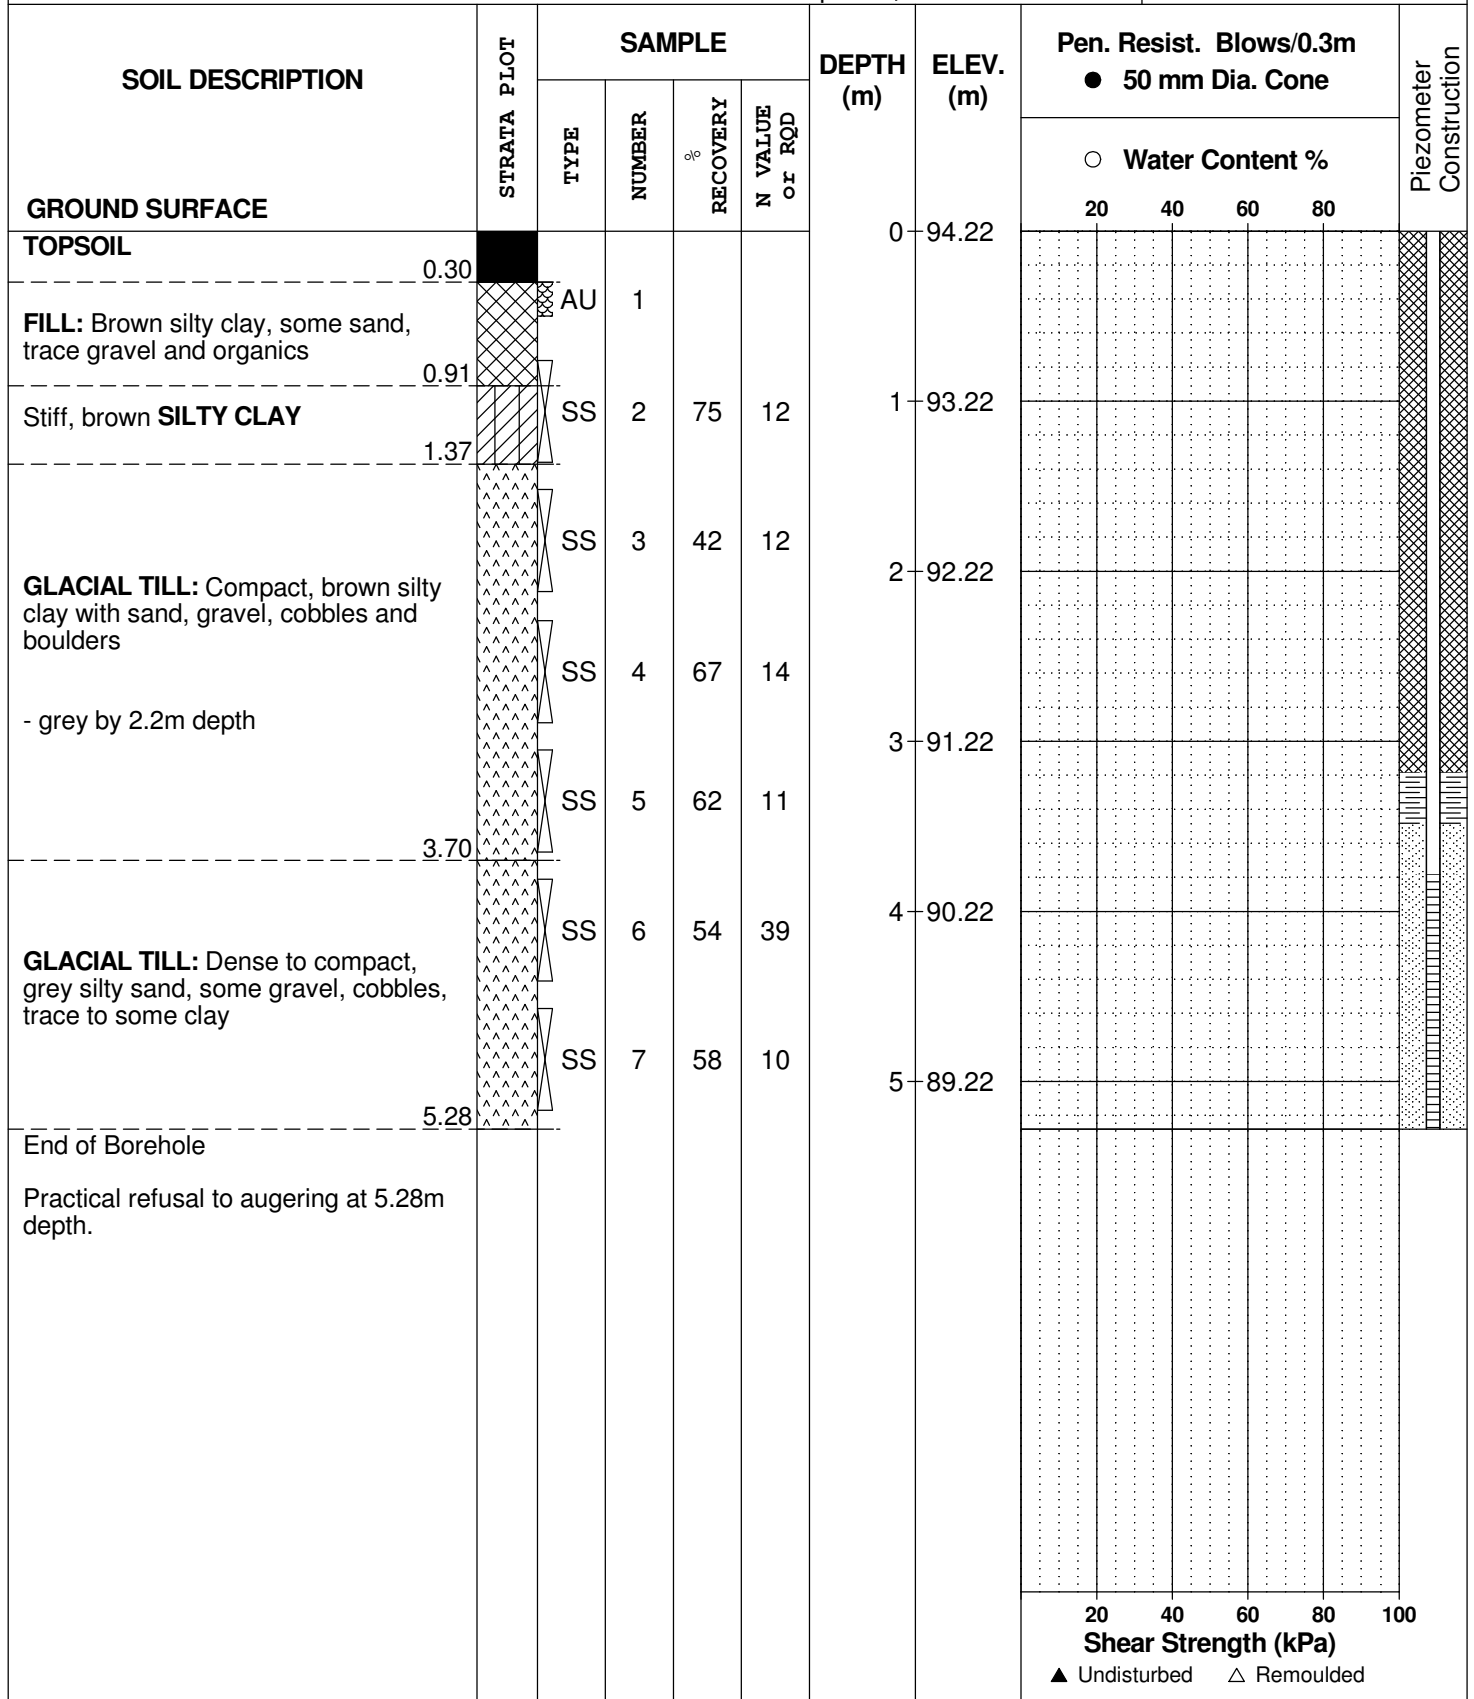 SOIL DESCRIPTION
GROUND SURFACE
STRATA PLOT
SAMPLE
TYPE
NUMBER
%
RECOVERY
N VALUE
or RQD
DEPTH
(m)
ELEV.
(m)
Pen. Resist. Blows/0.3m
● 50 mm Dia. Cone
○ Water Content %
20 40 60 80
Piezometer
Construction
0 94.22
TOPSOIL
0.30
AU 1
FILL: Brown silty clay, some sand,
trace gravel and organics
0.91
1 93.22
Stiff, brown SILTY CLAY
SS 2 75 12
1.37
SS 3 42 12
2 92.22
GLACIAL TILL: Compact, brown silty
clay with sand, gravel, cobbles and
boulders
SS 4 67 14
- grey by 2.2m depth
3 91.22
SS 5 62 11
3.70
4 90.22
SS 6 54 39
GLACIAL TILL: Dense to compact,
grey silty sand, some gravel, cobbles,
trace to some clay
SS 7 58 10
5 89.22
5.28
End of Borehole
Practical refusal to augering at 5.28m
depth.
20 40 60 80 100
Shear Strength (kPa)
▲ Undisturbed △ Remoulded